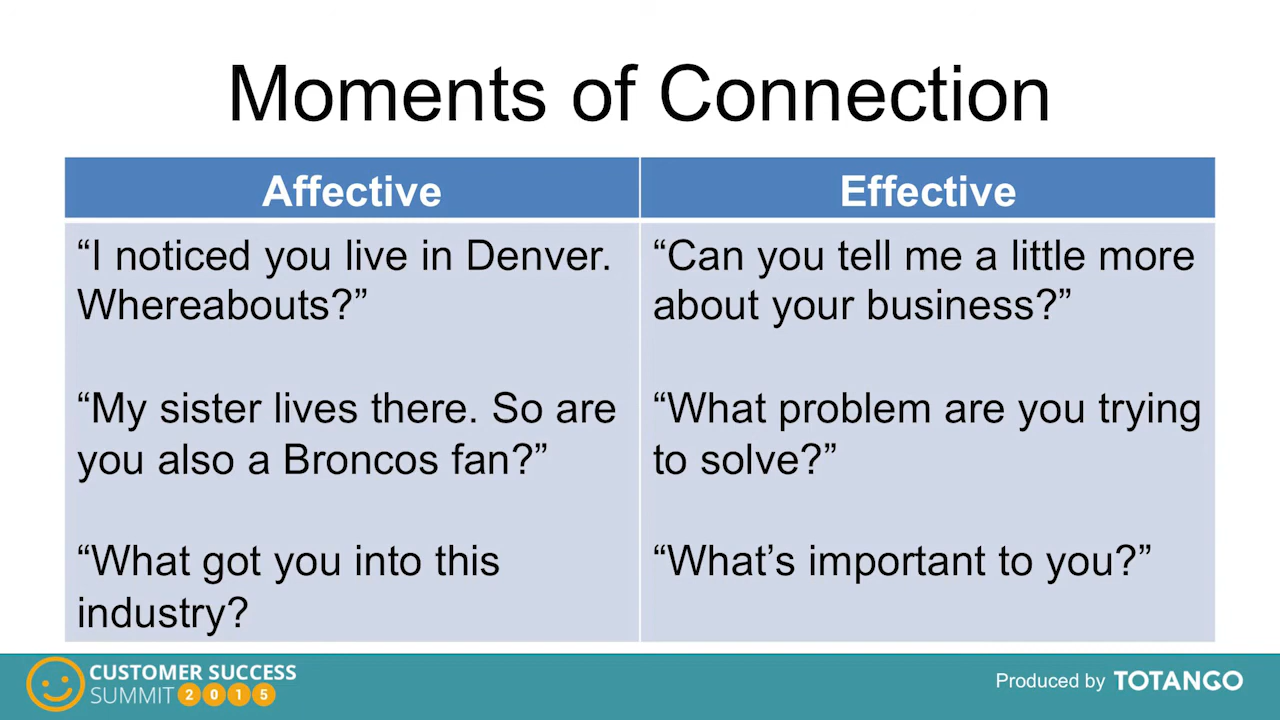 Moments of Connection
Affective
Effective
“I noticed you live in Denver.
Whereabouts?”
“My sister lives there. So are
you also a Broncos fan?”
“What got you into this
industry?
“Can you tell me a little more
about your business?”
“What problem are you trying
to solve?”
“What’s important to you?”
CUSTOMER SUCCESS
SUMMIT 2015
Produced by TOTANGO